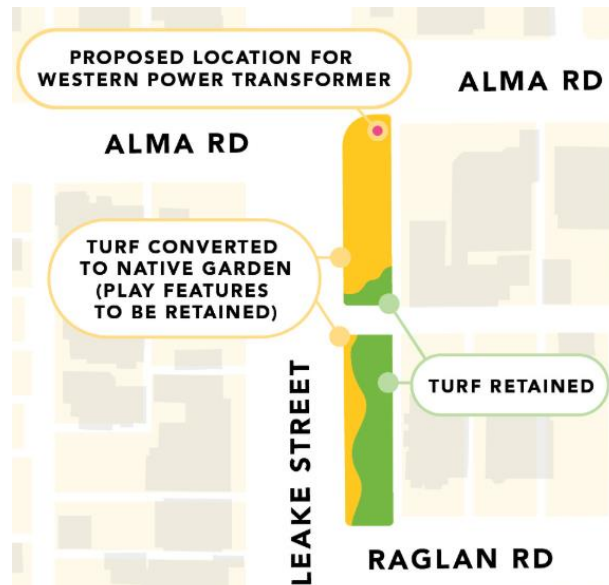 PROPOSED LOCATION FOR
WESTERN POWER TRANSFORMER
ALMA RD
ALMA RD
TURF CONVERTED
TO NATIVE GARDEN
(PLAY FEATURES
TO BE RETAINED)
TURF RETAINED
LEAKE STREET
RAGLAN RD